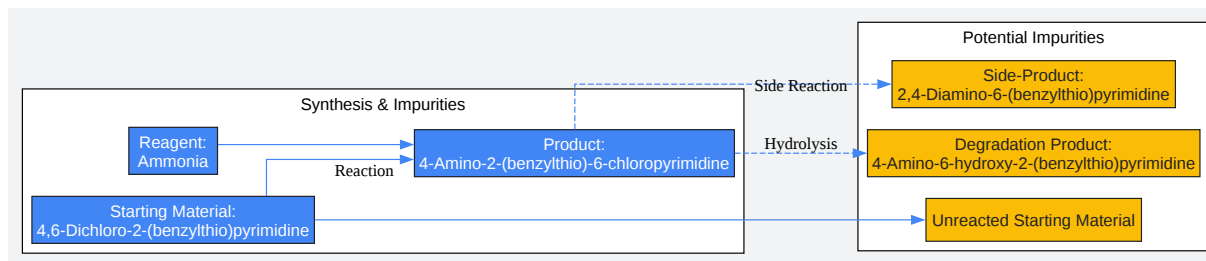 Potential Impurities
Side-Product:
2,4-Diamino-6-(benzylthio)pyrimidine
Side Reaction
Synthesis & Impurities
Reagent:
Ammonia
Product:
4-Amino-2-(benzylthio)-6-chloropyrimidine
Hydrolysis
Degradation Product:
4-Amino-6-hydroxy-2-(benzylthio)pyrimidine
Reaction
Starting Material:
4,6-Dichloro-2-(benzylthio)pyrimidine
Unreacted Starting Material